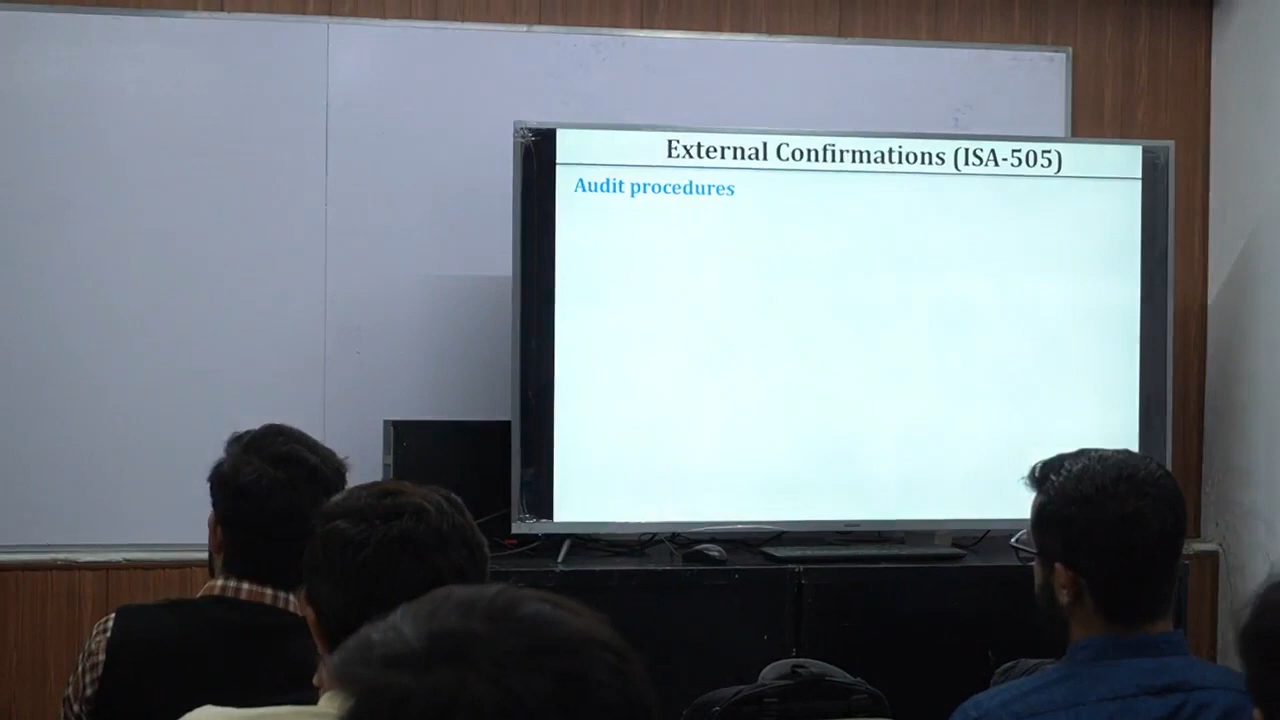 External Confirmations (ISA-505)
Audit procedures